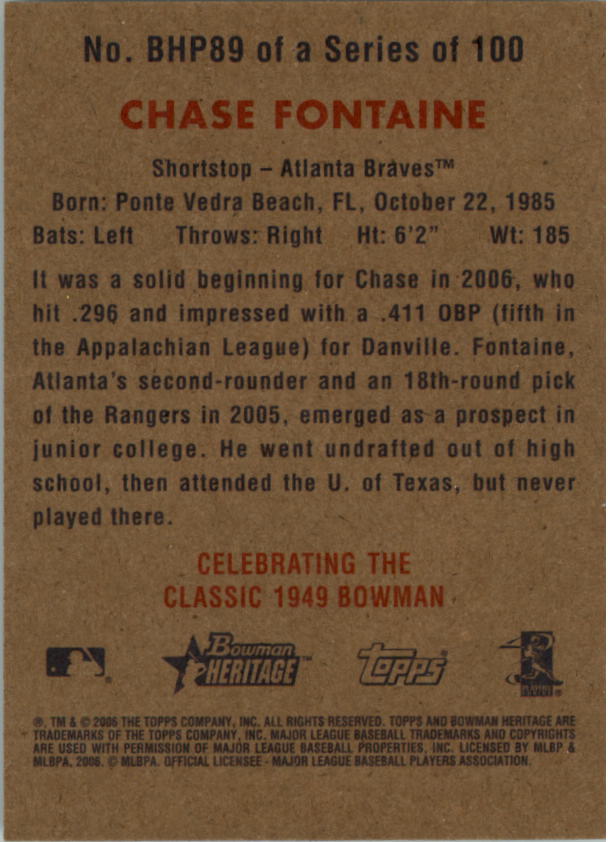 No. BHP89 of a Series of 100
CHASE FONTAINE
Shortstop – Atlanta Braves™
Born: Ponte Vedra Beach, FL, October 22, 1985
Bats: Left Throws: Right Ht: 6'2" Wt: 185
It was a solid beginning for Chase in 2006, who
hit .296 and impressed with a .411 OBP (fifth in
the Appalachian League) for Danville. Fontaine,
Atlanta's second-rounder and an 18th-round pick
of the Rangers in 2005, emerged as a prospect in
junior college. He went undrafted out of high
school, then attended the U. of Texas, but never
played there.
CELEBRATING THE
CLASSIC 1949 BOWMAN
Bowman
HERITAGE™
Topps®
®, TM & © 2006 THE TOPPS COMPANY, INC. ALL RIGHTS RESERVED. TOPPS AND BOWMAN HERITAGE ARE
TRADEMARKS OF THE TOPPS COMPANY, INC. MAJOR LEAGUE BASEBALL TRADEMARKS AND COPYRIGHTS
ARE USED WITH PERMISSION OF MAJOR LEAGUE BASEBALL PROPERTIES, INC. LICENSED BY MLBP &
MLBPA, 2006. © MLBPA. OFFICIAL LICENSEE - MAJOR LEAGUE BASEBALL PLAYERS ASSOCIATION.